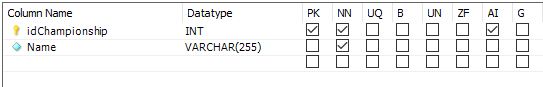 Column Name Datatype PK NN UQ B UN ZF AI G
idChampionship INT
Name VARCHAR(255)